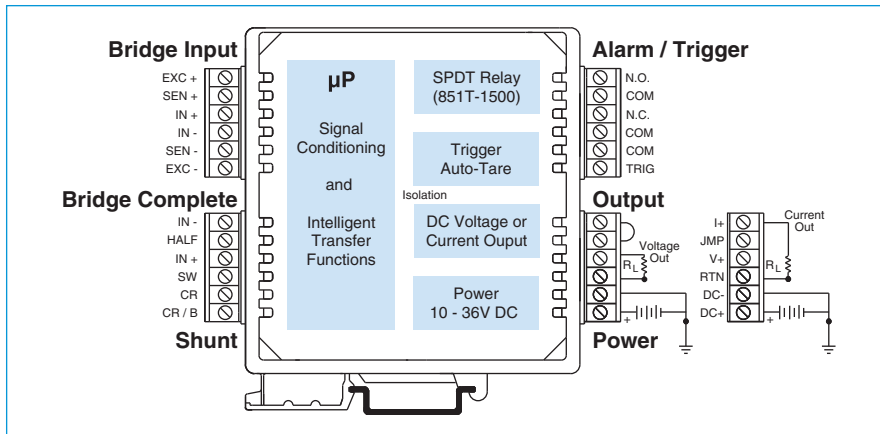 Bridge Input
EXC +
SEN +
IN +
IN -
SEN -
EXC -
Bridge Complete
IN -
HALF
IN +
SW
CR
CR / B
Shunt
µP
Signal
Conditioning
and
Intelligent
Transfer
Functions
SPDT Relay
(851T-1500)
Trigger
Auto-Tare
Isolation
DC Voltage or
Current Ouput
Power
10 - 36V DC
Alarm / Trigger
N.O.
COM
N.C.
COM
COM
TRIG
Output
Voltage
Out
RL
+
Power
I+
JMP
V+
RTN
DC-
DC+
Current
Out
RL
+